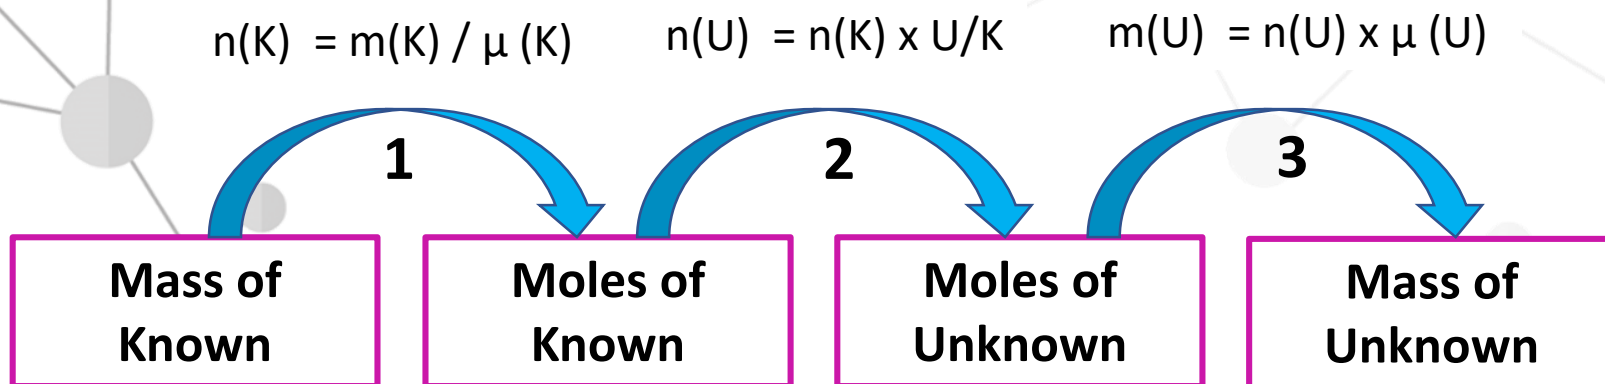 n(K) = m(K) / μ (K)
n(U) = n(K) x U/K
m(U) = n(U) x μ (U)
1
2
3
Mass of
Known
Moles of
Known
Moles of
Unknown
Mass of
Unknown